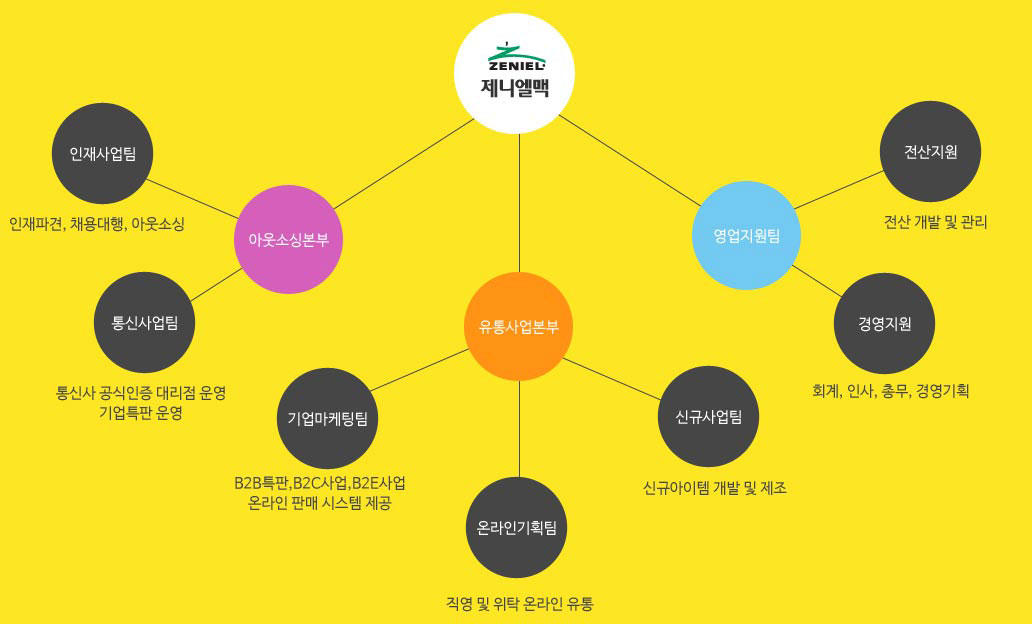 ZENIEL
제니엘맥
인재사업팀
인재파견, 채용대행, 아웃소싱
아웃소싱본부
통신사업팀
통신사 공식인증 대리점 운영
기업특판 운영
유통사업본부
기업마케팅팀
B2B특판,B2C사업,B2E사업
온라인 판매 시스템 제공
온라인기획팀
직영 및 위탁 온라인 유통
신규사업팀
신규아이템 개발 및 제조
영업지원팀
전산지원
전산 개발 및 관리
경영지원
회계, 인사, 총무, 경영기획